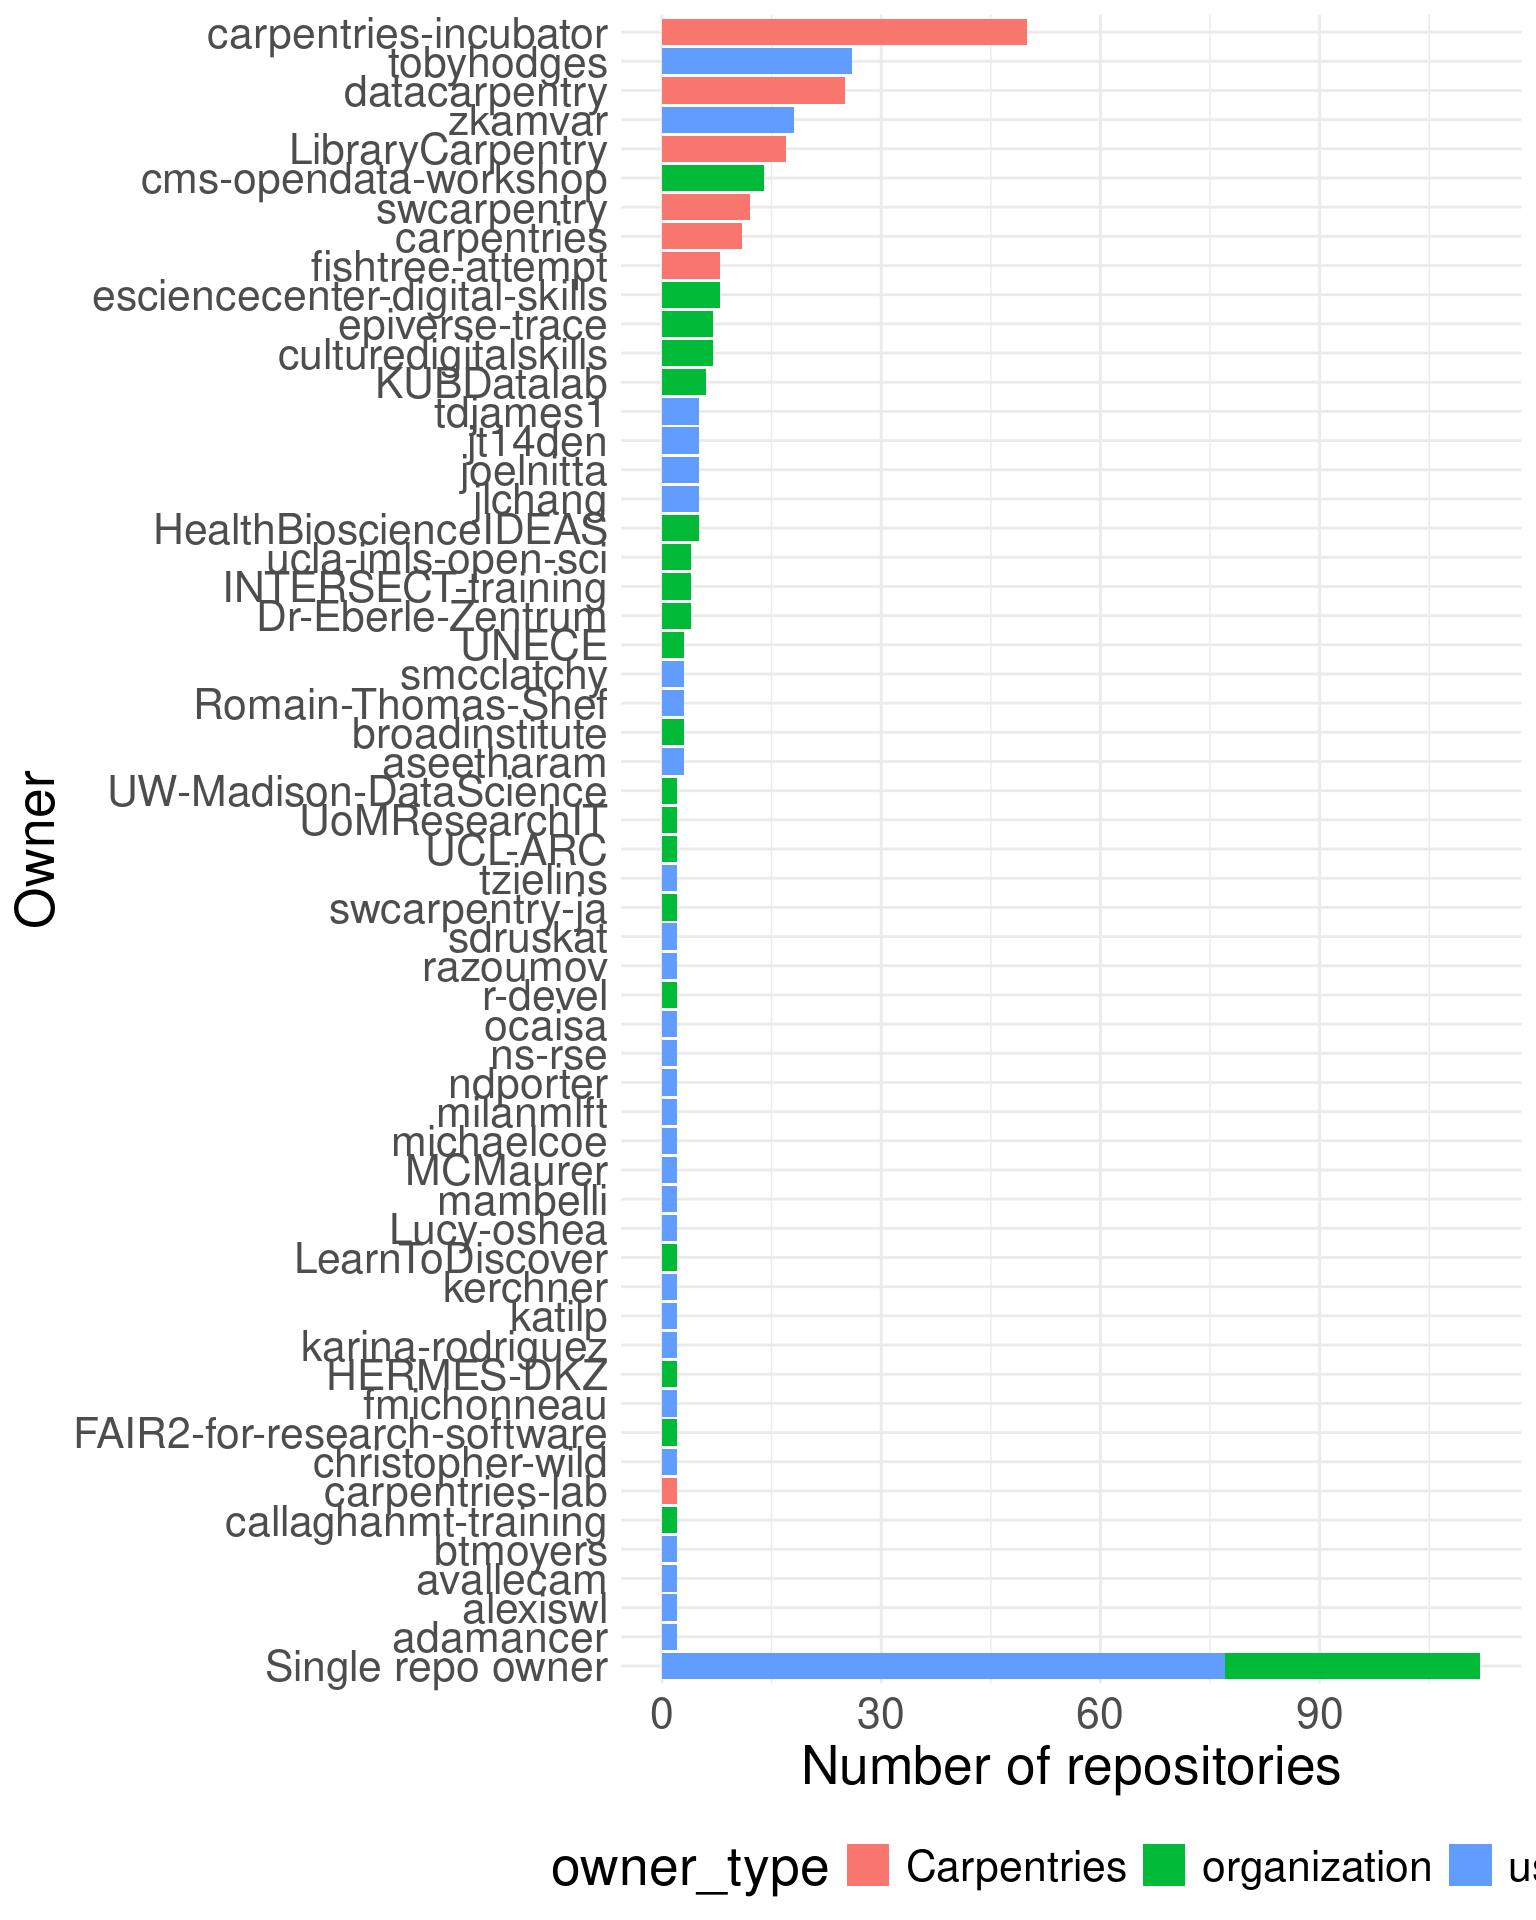 carpentries-incubator
tobyhodges
datacarpentry
zkamvar
LibraryCarpentry
cms-opendata-workshop
swcarpentry
carpentries
fishtree-attempt
esciencecenter-digital-skills
epiverse-trace
culturedigitalskills
KUBDatalab
tdjames1
jt14den
joelnitta
jlchang
HealthBioscienceIDEAS
ucla-imls-open-sci
INTERSECT-training
Dr-Eberle-Zentrum
UNECE
smcclatchy
Romain-Thomas-Shef
broadinstitute
aseetharam
UW-Madison-DataScience
UoMResearchIT
UCL-ARC
tzielins
swcarpentry-ja
sdruskat
razoumov
r-devel
ocaisa
ns-rse
ndporter
milanmlft
michaelcoe
MCMaurer
mambelli
Lucy-oshea
LearnToDiscover
kerchner
katilp
karina-rodriguez
HERMES-DKZ
fmichonneau
FAIR2-for-research-software
christopher-wild
carpentries-lab
callaghanmt-training
btmoyers
avallecam
alexiswl
adamancer
Single repo owner
Owner
0 30 60 90
Number of repositories
owner_type Carpentries organization us